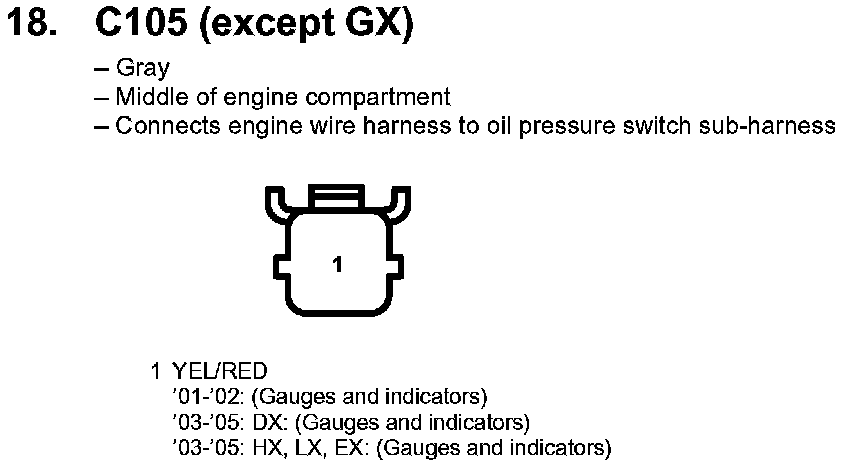 18. C105 (except GX)
– Gray
– Middle of engine compartment
– Connects engine wire harness to oil pressure switch sub-harness
1
1 YEL/RED
’01-’02: (Gauges and indicators)
’03-’05: DX: (Gauges and indicators)
’03-’05: HX, LX, EX: (Gauges and indicators)